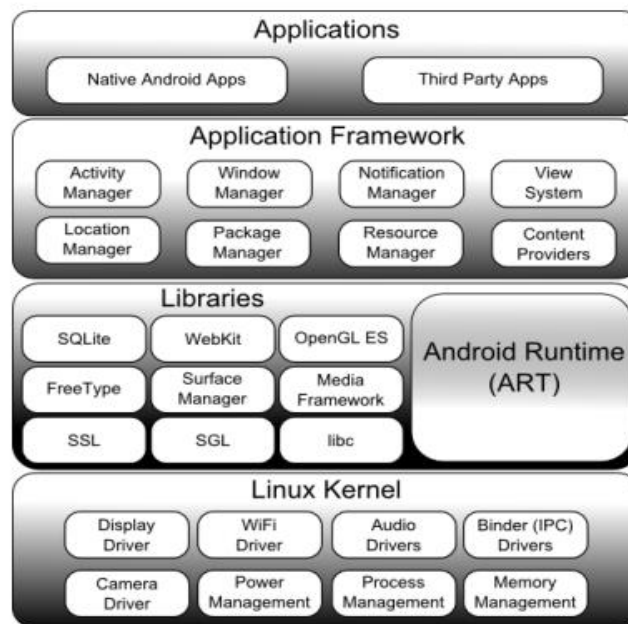 Applications
Native Android Apps
Third Party Apps
Application Framework
Activity
Manager
Window
Manager
Notification
Manager
View
System
Location
Manager
Package
Manager
Resource
Manager
Content
Providers
Libraries
SQLite
WebKit
OpenGL ES
FreeType
Surface
Manager
Media
Framework
SSL
SGL
libc
Android Runtime
(ART)
Linux Kernel
Display
Driver
WiFi
Driver
Audio
Drivers
Binder (IPC)
Drivers
Camera
Driver
Power
Management
Process
Management
Memory
Management